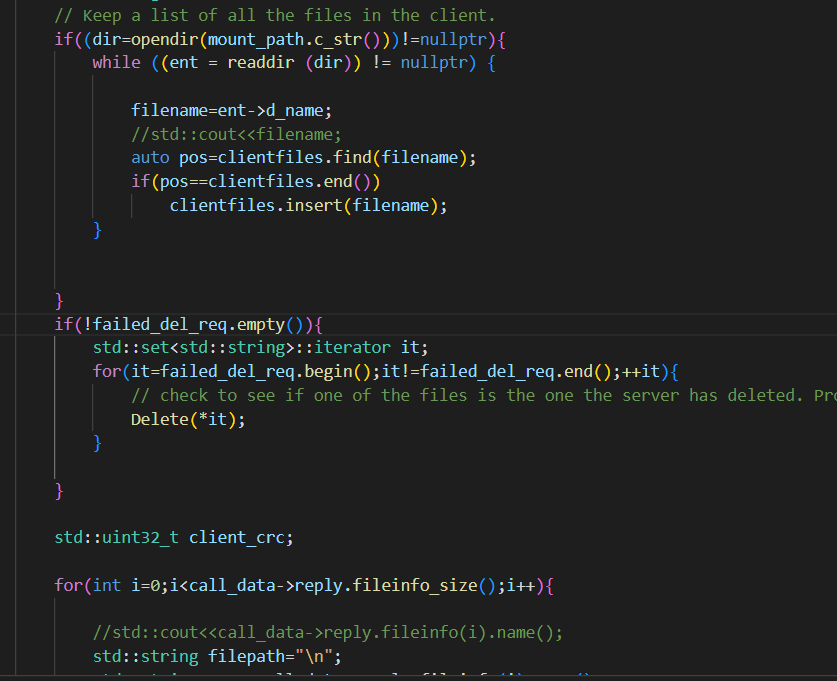 // Keep a list of all the files in the client.
if((dir=opendir(mount_path.c_str()))!=nullptr){
while ((ent = readdir (dir)) != nullptr) {
filename=ent->d_name;
//std::cout<<filename;
auto pos=clientfiles.find(filename);
if(pos==clientfiles.end())
clientfiles.insert(filename);
}
}
if(!failed_del_req.empty()){
std::set<std::string>::iterator it;
for(it=failed_del_req.begin();it!=failed_del_req.end();++it){
// check to see if one of the files is the one the server has deleted.
Delete(*it);
}
}
std::uint32_t client_crc;
for(int i=0;i<call_data->reply.fileinfo_size();i++){
//std::cout<<call_data->reply.fileinfo(i).name();
std::string filepath="\n";